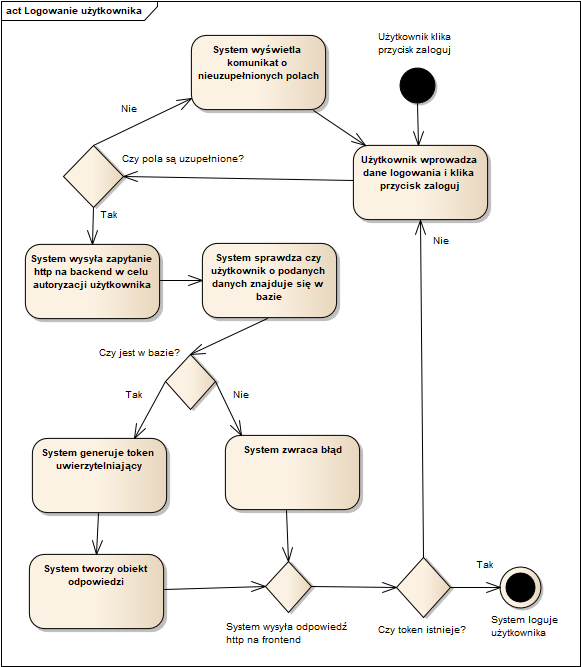 act Logowanie użytkownika
Użytkownik klika
przycisk zaloguj
System wyświetla
komunikat o
nieuzupełnionych polach
Nie
Czy pola są uzupełnione?
Użytkownik wprowadza
dane logowania i klika
przycisk zaloguj
Tak
Nie
System wysyła zapytanie
http na backend w celu
autoryzacji użytkownika
System sprawdza czy
użytkownik o podanych
danych znajduje się w
bazie
Czy jest w bazie?
Tak
Nie
System generuje token
uwierzytelniający
System zwraca błąd
System tworzy obiekt
odpowiedzi
System wysyła odpowiedź
http na frontend
Czy token istnieje?
Tak
System loguje
użytkownika